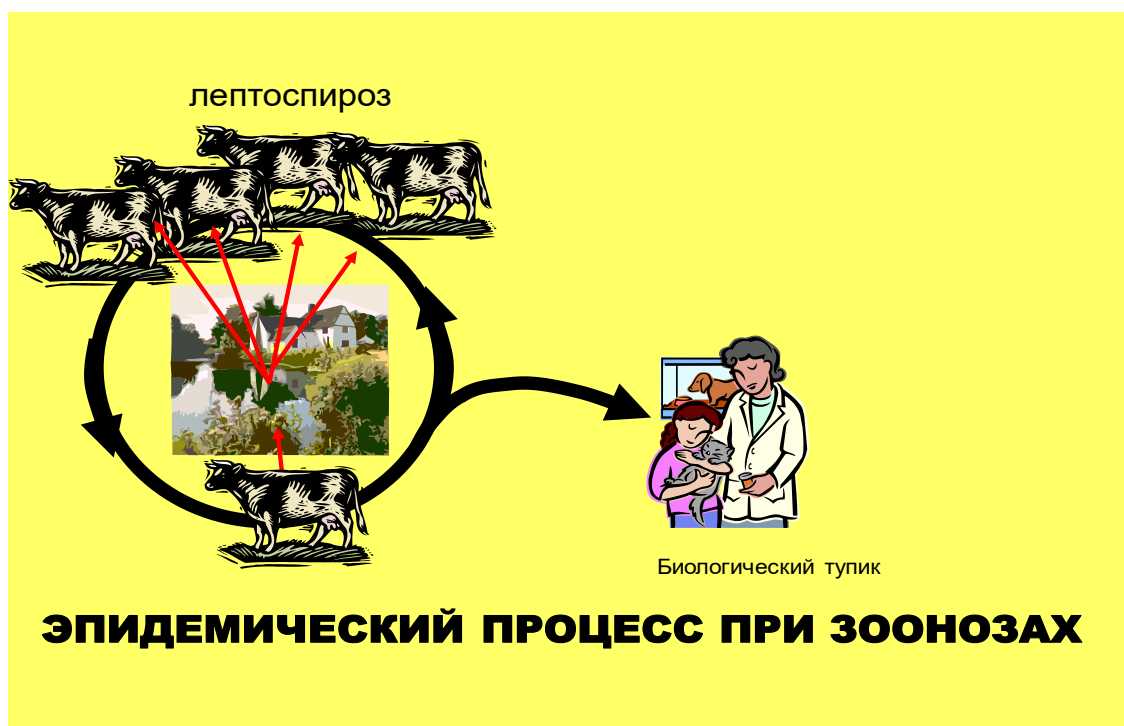 лептоспироз
Биологический тупик
ЭПИДЕМИЧЕСКИЙ ПРОЦЕСС ПРИ ЗООНОЗАХ